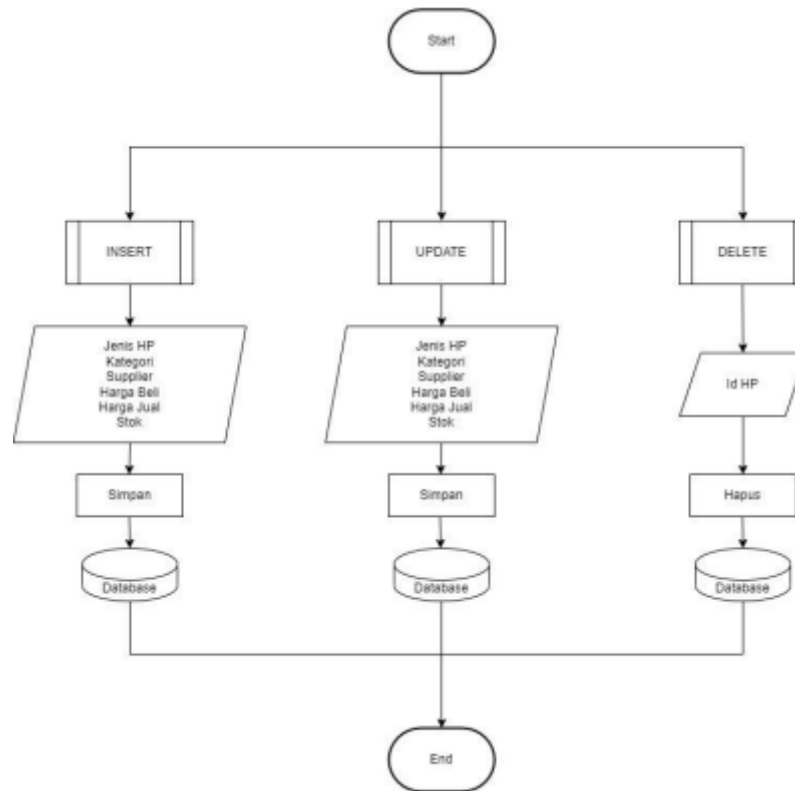 Start
INSERT
UPDATE
DELETE
Jenis HP
Kategori
Supplier
Harga Beli
Harga Jual
Stok
Jenis HP
Kategori
Supplier
Harga Beli
Harga Jual
Stok
Id HP
Simpan
Simpan
Hapus
Database
Database
Database
End